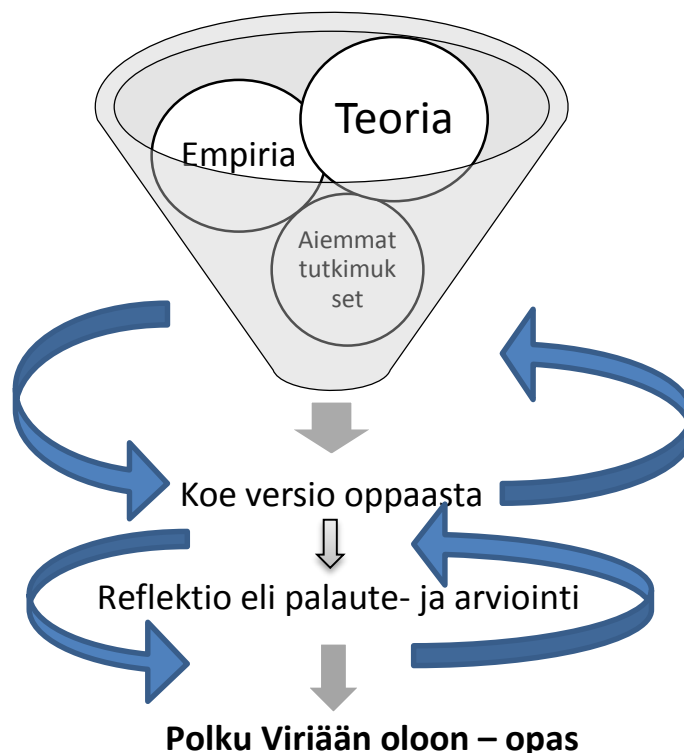 Teoria
Empiria
Aiemmat
tutkimuk
set
Koe versio oppaasta
Reflektio eli palaute- ja arviointi
Polku Viriään oloon – opas